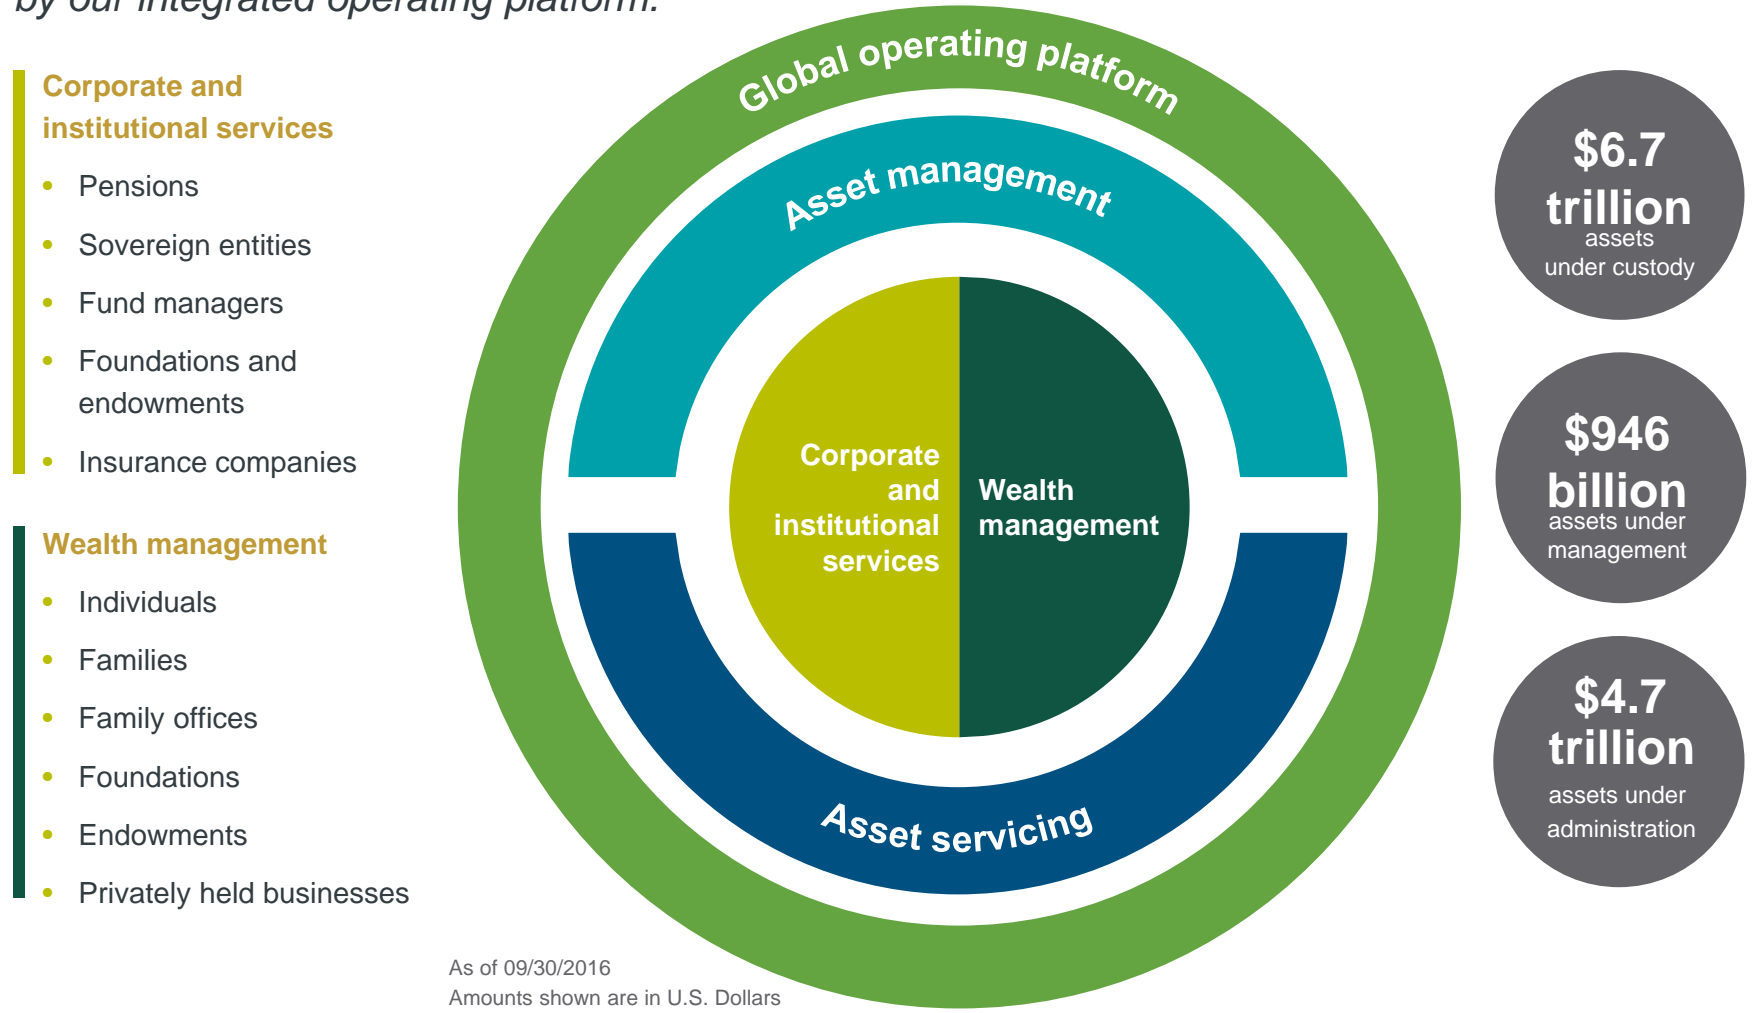 by our integrated operating platform.
Corporate and
institutional services
• Pensions
• Sovereign entities
• Fund managers
• Foundations and
endowments
• Insurance companies
Wealth management
• Individuals
• Families
• Family offices
• Foundations
• Endowments
• Privately held businesses
Global operating platform
Asset management
Corporate
and
institutional
services
Wealth
management
Asset servicing
$6.7
trillion
assets
under custody
$946
billion
assets under
management
$4.7
trillion
assets under
administration
As of 09/30/2016
Amounts shown are in U.S. Dollars